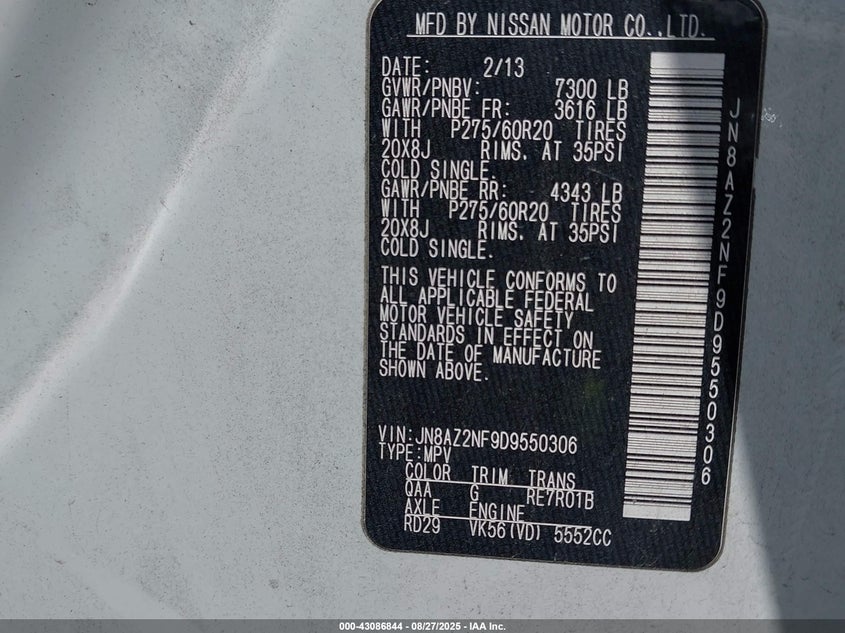 MFD BY NISSAN MOTOR CO.,LTD.
DATE: 2/13
GVWR/PNBV: 7300 LB
GAWR/PNBE FR: 3616 LB
WITH P275/60R20 TIRES
20X8J RIMS. AT 35PSI
COLD SINGLE.
GAWR/PNBE RR: 4343 LB
WITH P275/60R20 TIRES
20X8J RIMS. AT 35PSI
COLD SINGLE.
THIS VEHICLE CONFORMS TO
ALL APPLICABLE FEDERAL
MOTOR VEHICLE SAFETY
STANDARDS IN EFFECT ON
THE DATE OF MANUFACTURE
SHOWN ABOVE.
VIN:JN8AZ2NF9D9550306
TYPE:MPV
COLOR TRIM TRANS
QAA G RE7R01B
AXLE ENGINE
RD29 VK56(VD) 5552CC
JN8AZ2NF9D9550306
000-43086844 - 08/27/2025 - IAA Inc.